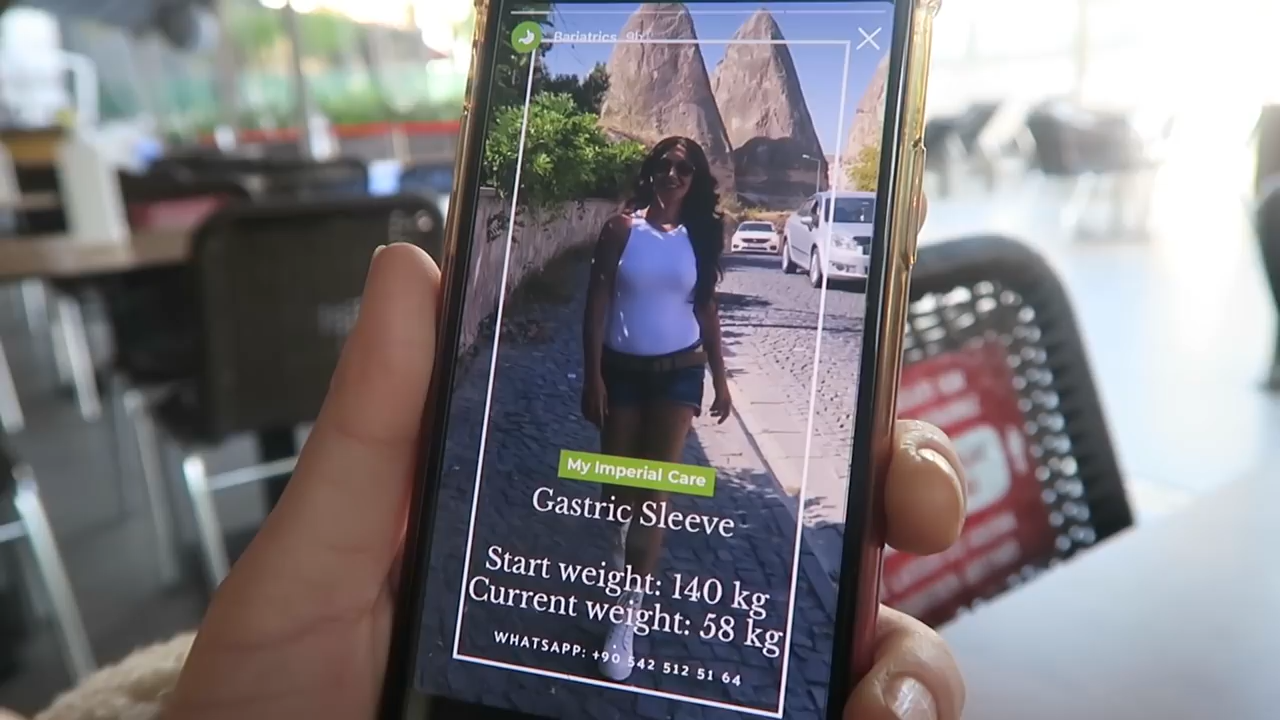 Bariatrics 9h
My Imperial Care
Gastric Sleeve
Start weight: 140 kg
Current weight: 58 kg
WHATSAPP: +90 542 512 51 64